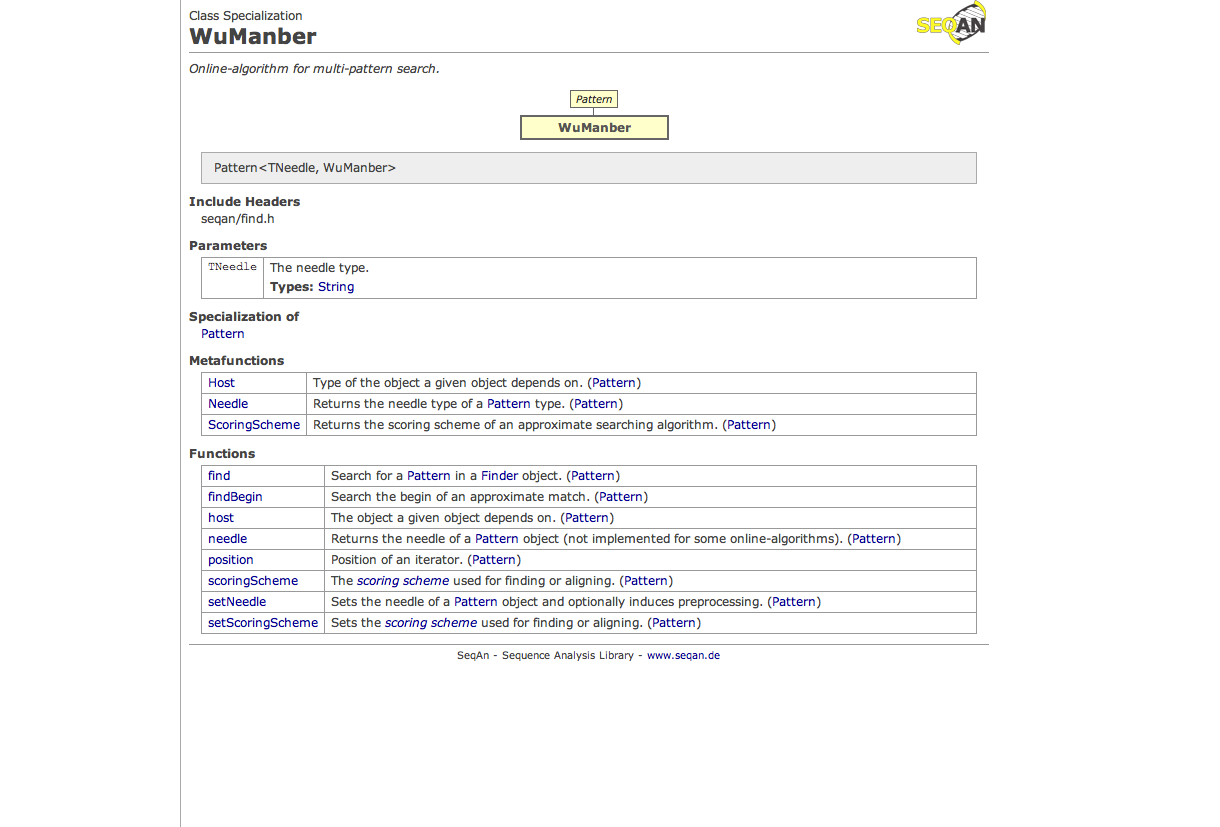 Class Specialization
WuManber
SEQAN
Online-algorithm for multi-pattern search.
Pattern
WuManber
Pattern<TNeedle, WuManber>
Include Headers
seqan/find.h
Parameters
TNeedle The needle type.
Types: String
Specialization of
Pattern
Metafunctions
Host Type of the object a given object depends on. (Pattern)
Needle Returns the needle type of a Pattern type. (Pattern)
ScoringScheme Returns the scoring scheme of an approximate searching algorithm. (Pattern)
Functions
find Search for a Pattern in a Finder object. (Pattern)
findBegin Search the begin of an approximate match. (Pattern)
host The object a given object depends on. (Pattern)
needle Returns the needle of a Pattern object (not implemented for some online-algorithms). (Pattern)
position Position of an iterator. (Pattern)
scoringScheme The scoring scheme used for finding or aligning. (Pattern)
setNeedle Sets the needle of a Pattern object and optionally induces preprocessing. (Pattern)
setScoringScheme Sets the scoring scheme used for finding or aligning. (Pattern)
SeqAn - Sequence Analysis Library - www.seqan.de